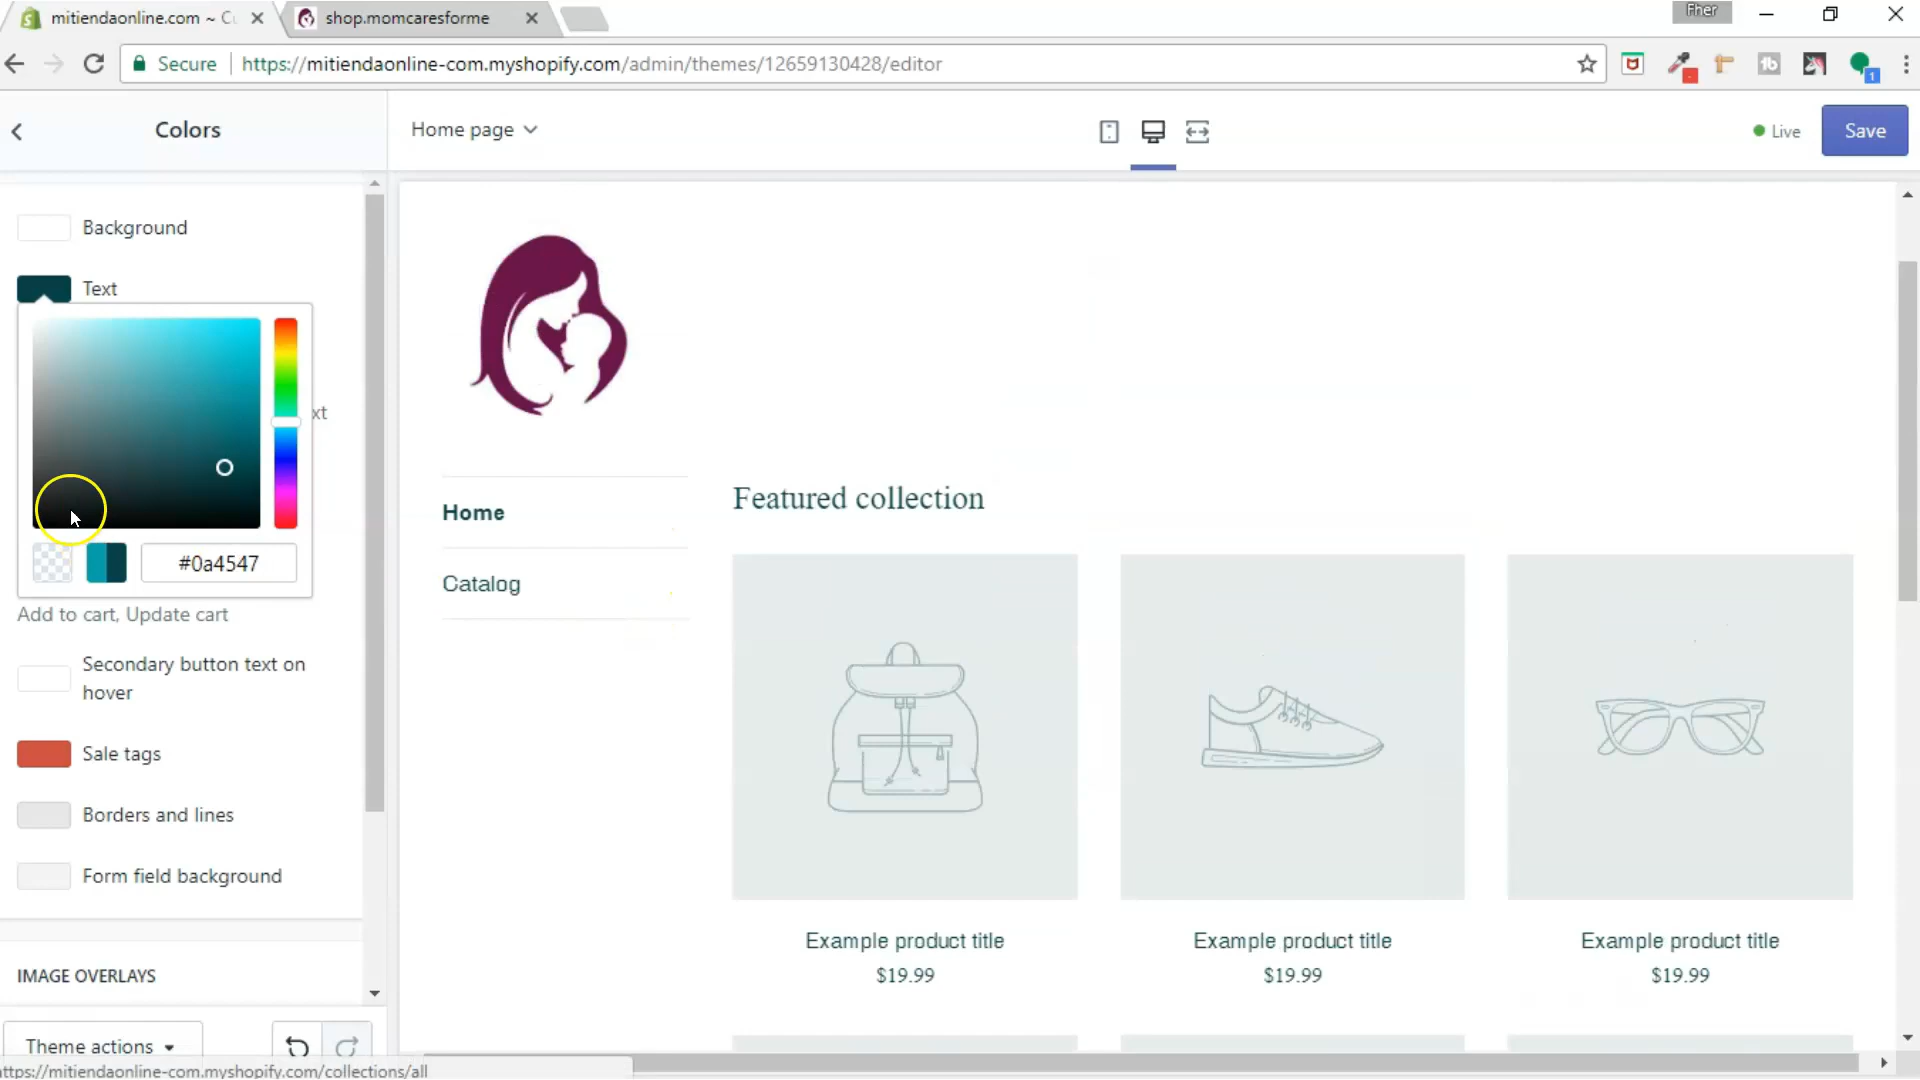 mitiendaonline.com ~ Cu
shop.momcaresforme
Fher
Secure
https://mitiendaonline-com.myshopify.com/admin/themes/12659130428/editor
1
Colors
Home page
Live
Save
Background
Text
xt
#0a4547
Add to cart, Update cart
Secondary button text on
hover
Sale tags
Borders and lines
Form field background
IMAGE OVERLAYS
Theme actions
ttps://mitiendaonline-com.myshopify.com/collections/all
Home
Catalog
Featured collection
Example product title
$19.99
Example product title
$19.99
Example product title
$19.99